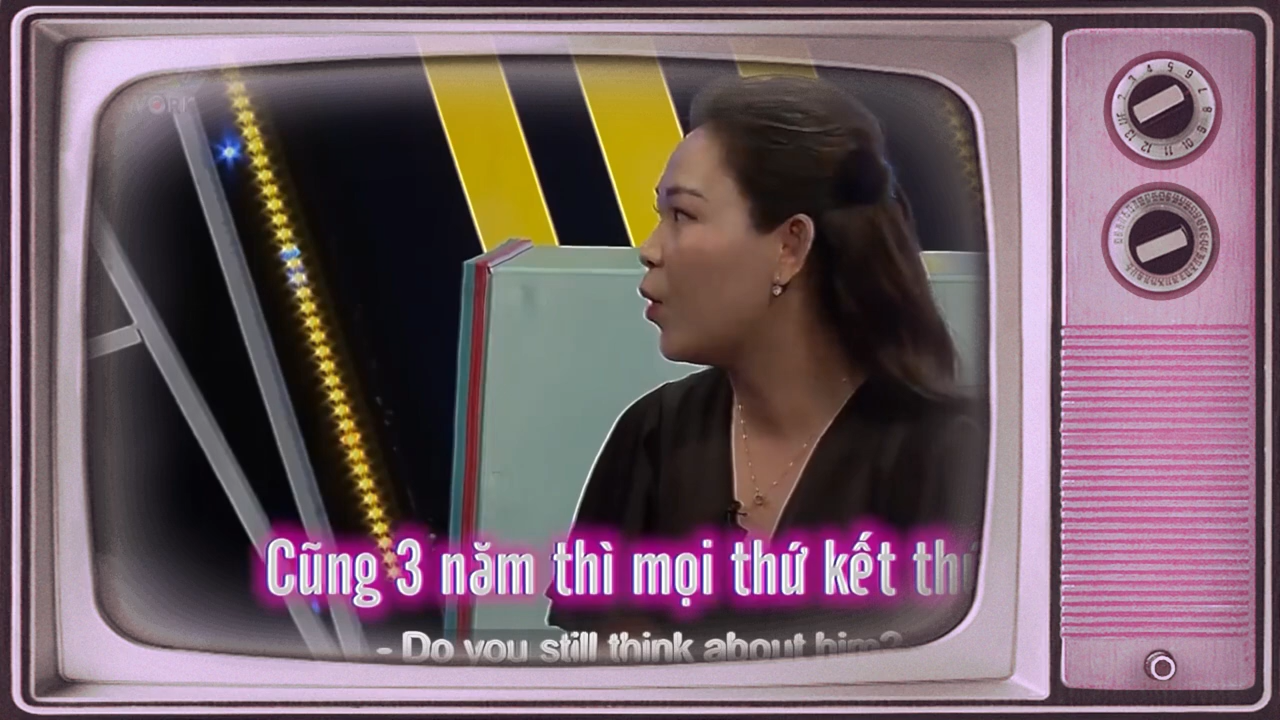 Cũng 3 năm thì mọi thứ kết
- Do you still think about him?